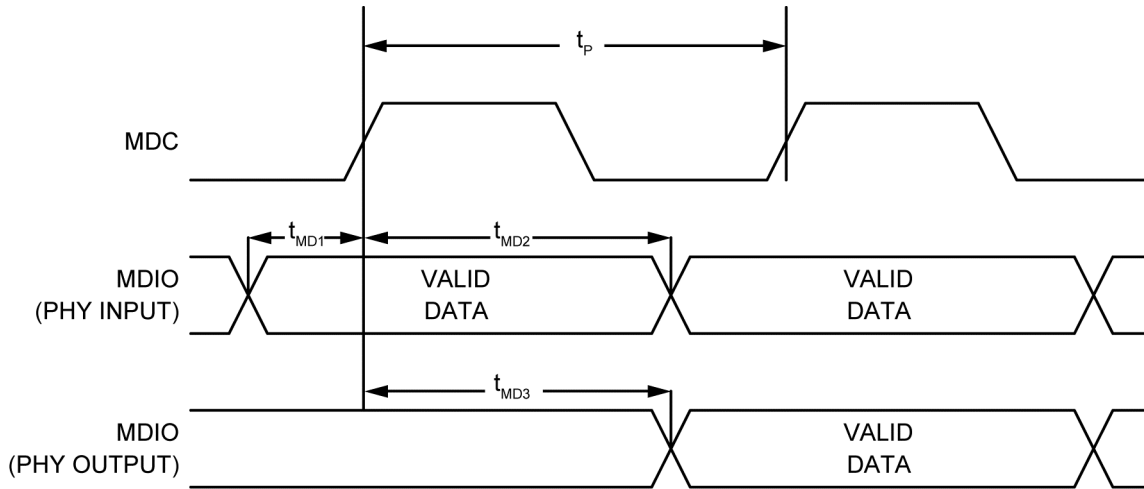 tP
MDC
tMD1
tMD2
MDIO
(PHY INPUT)
VALID
DATA
VALID
DATA
tMD3
MDIO
(PHY OUTPUT)
VALID
DATA